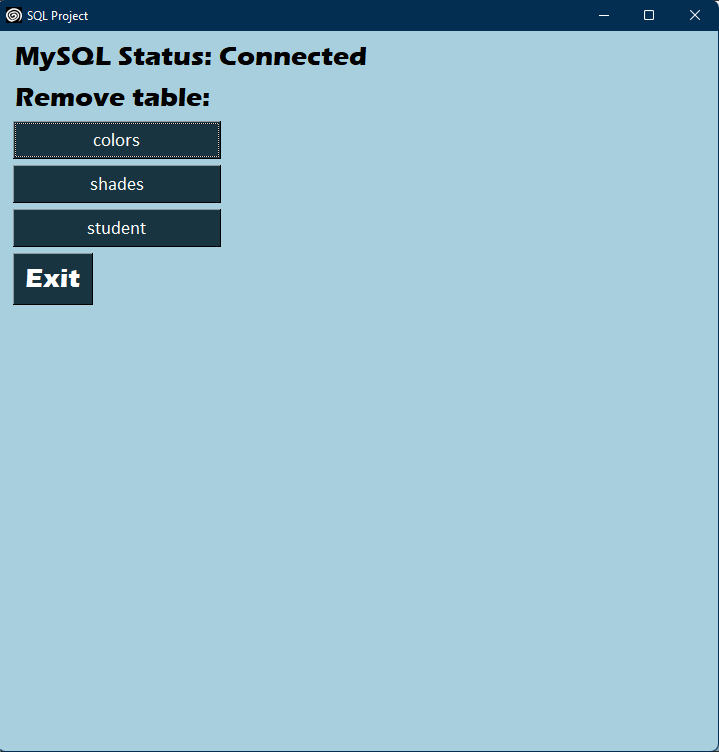 SQL Project
MySQL Status: Connected
Remove table:
colors
shades
student
Exit